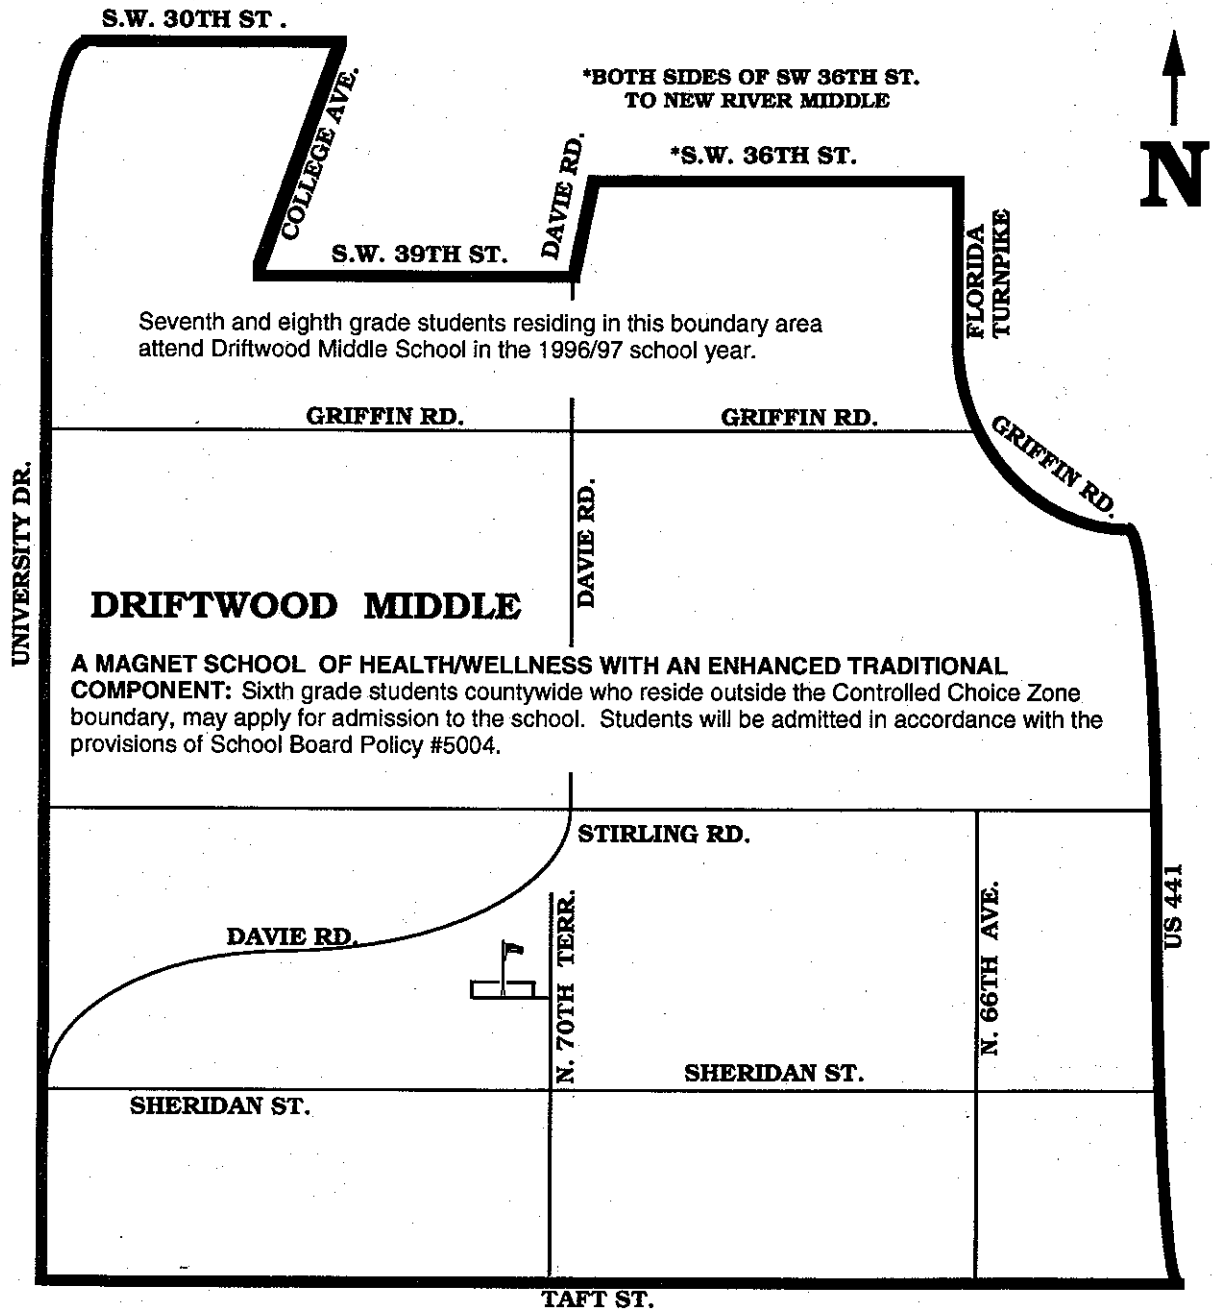 S.W. 30TH ST .
COLLEGE AVE.
*BOTH SIDES OF SW 36TH ST.
TO NEW RIVER MIDDLE
*S.W. 36TH ST.
DAVIE RD.
N
S.W. 39TH ST.
FLORIDA
TURNPIKE
Seventh and eighth grade students residing in this boundary area
attend Driftwood Middle School in the 1996/97 school year.
GRIFFIN RD.
GRIFFIN RD.
GRIFFIN RD.
UNIVERSITY DR.
DAVIE RD.
DRIFTWOOD MIDDLE
A MAGNET SCHOOL OF HEALTH/WELLNESS WITH AN ENHANCED TRADITIONAL
COMPONENT: Sixth grade students countywide who reside outside the Controlled Choice Zone
boundary, may apply for admission to the school. Students will be admitted in accordance with the
provisions of School Board Policy #5004.
STIRLING RD.
US 441
DAVIE RD.
N. 70TH TERR.
N. 66TH AVE.
SHERIDAN ST.
SHERIDAN ST.
TAFT ST.